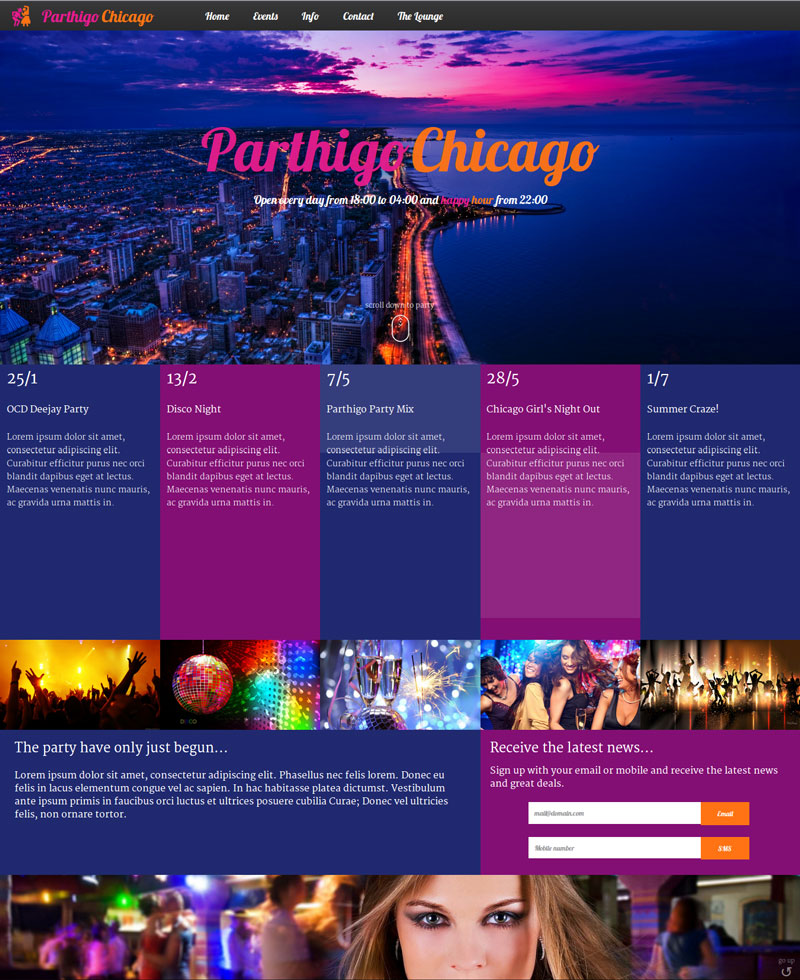 Parthigo Chicago
Home Events Info Contact The Lounge
Parthigo Chicago
Open every day from 18:00 to 04:00 and happy hour from 22:00
scroll down to party
25/1
OCD Deejay Party
Lorem ipsum dolor sit amet,
consectetur adipiscing elit.
Curabitur efficitur purus nec orci
blandit dapibus eget at lectus.
Maecenas venenatis nunc mauris,
ac gravida urna mattis in.
13/2
Disco Night
Lorem ipsum dolor sit amet,
consectetur adipiscing elit.
Curabitur efficitur purus nec orci
blandit dapibus eget at lectus.
Maecenas venenatis nunc mauris,
ac gravida urna mattis in.
7/5
Parthigo Party Mix
Lorem ipsum dolor sit amet,
consectetur adipiscing elit.
Curabitur efficitur purus nec orci
blandit dapibus eget at lectus.
Maecenas venenatis nunc mauris,
ac gravida urna mattis in.
28/5
Chicago Girl's Night Out
Lorem ipsum dolor sit amet,
consectetur adipiscing elit.
Curabitur efficitur purus nec orci
blandit dapibus eget at lectus.
Maecenas venenatis nunc mauris,
ac gravida urna mattis in.
1/7
Summer Craze!
Lorem ipsum dolor sit amet,
consectetur adipiscing elit.
Curabitur efficitur purus nec orci
blandit dapibus eget at lectus.
Maecenas venenatis nunc mauris,
ac gravida urna mattis in.
The party have only just begun...
Lorem ipsum dolor sit amet, consectetur adipiscing elit. Phasellus nec felis lorem. Donec eu
felis in lacus elementum congue vel ac sapien. In hac habitasse platea dictumst. Vestibulum
ante ipsum primis in faucibus orci luctus et ultrices posuere cubilia Curae; Donec vel ultricies
felis, non ornare tortor.
Receive the latest news...
Sign up with your email or mobile and receive the latest news
and great deals.
mail@domain.com Email
Mobile number SMS
go up